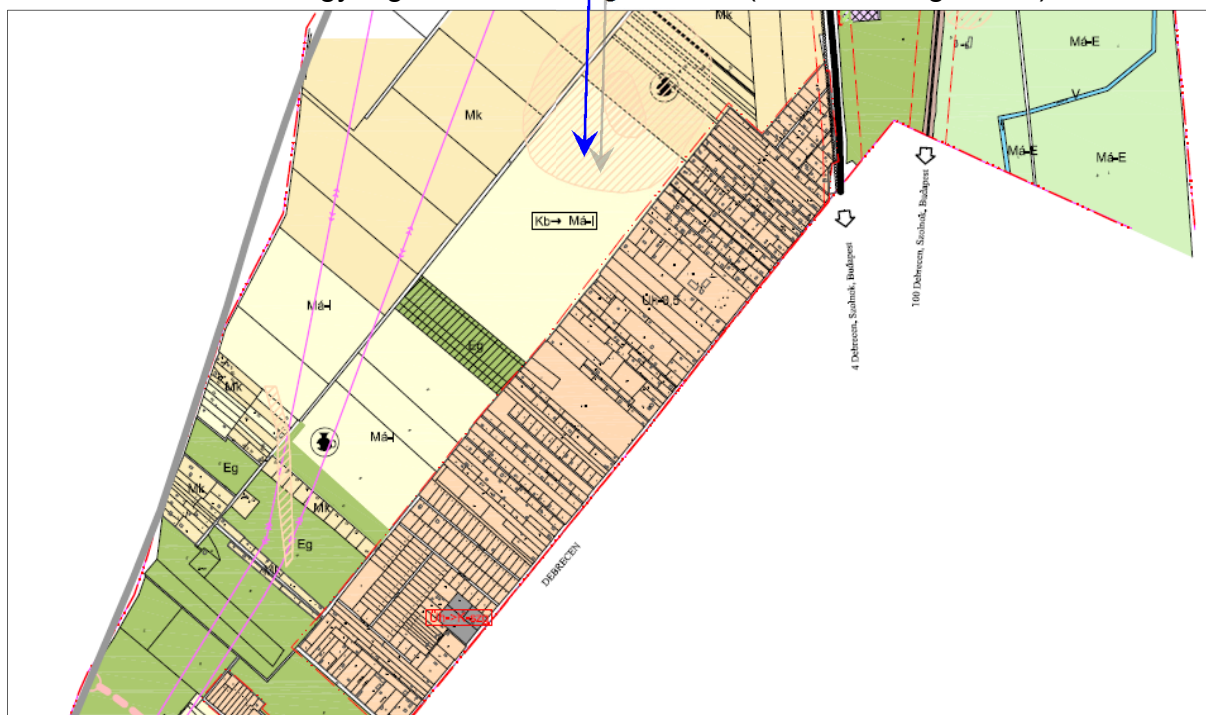 Mk
Má-E
Mk
V
Má-E
Má-E
Kb→ Má-I
100 Debrecen, Szolnok, Budapest
4 Debrecen, Szolnok, Budapest
Má-I
Eg
Mk
Má-I
Eg
Mk
Mk
Eg
DEBRECEN